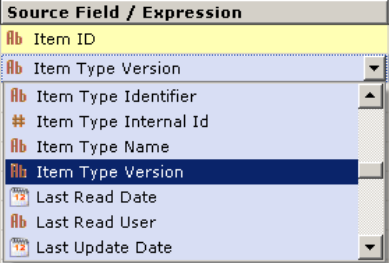 Source Field / Expression
Ab Item ID
Ab Item Type Version
Ab Item Type Identifier
# Item Type Internal Id
Ab Item Type Name
Ab Item Type Version
12 Last Read Date
Ab Last Read User
12 Last Update Date